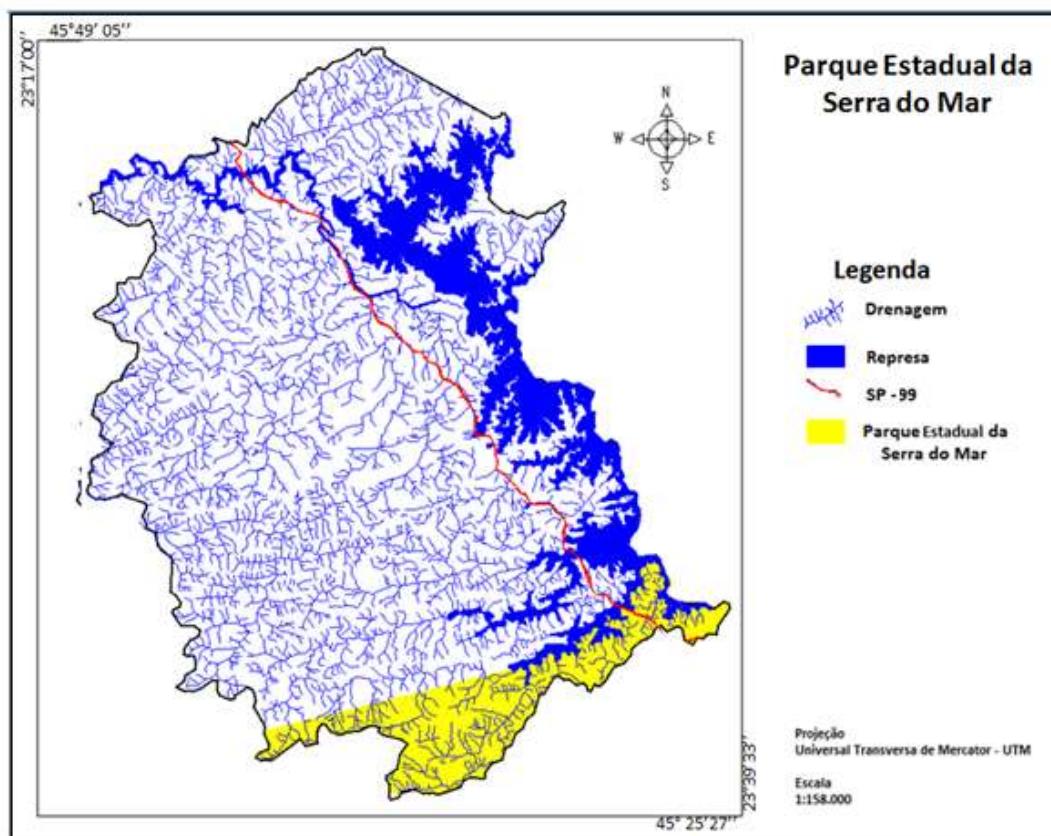 45°49' 05''
23°17'00''
Parque Estadual da
Serra do Mar
N
W
E
S
Legenda
Drenagem
Represa
SP - 99
Parque Estadual da
Serra do Mar
Projeção
Universal Transversa de Mercator - UTM
Escala
1:158.000
23°39'33''
45° 25'27''